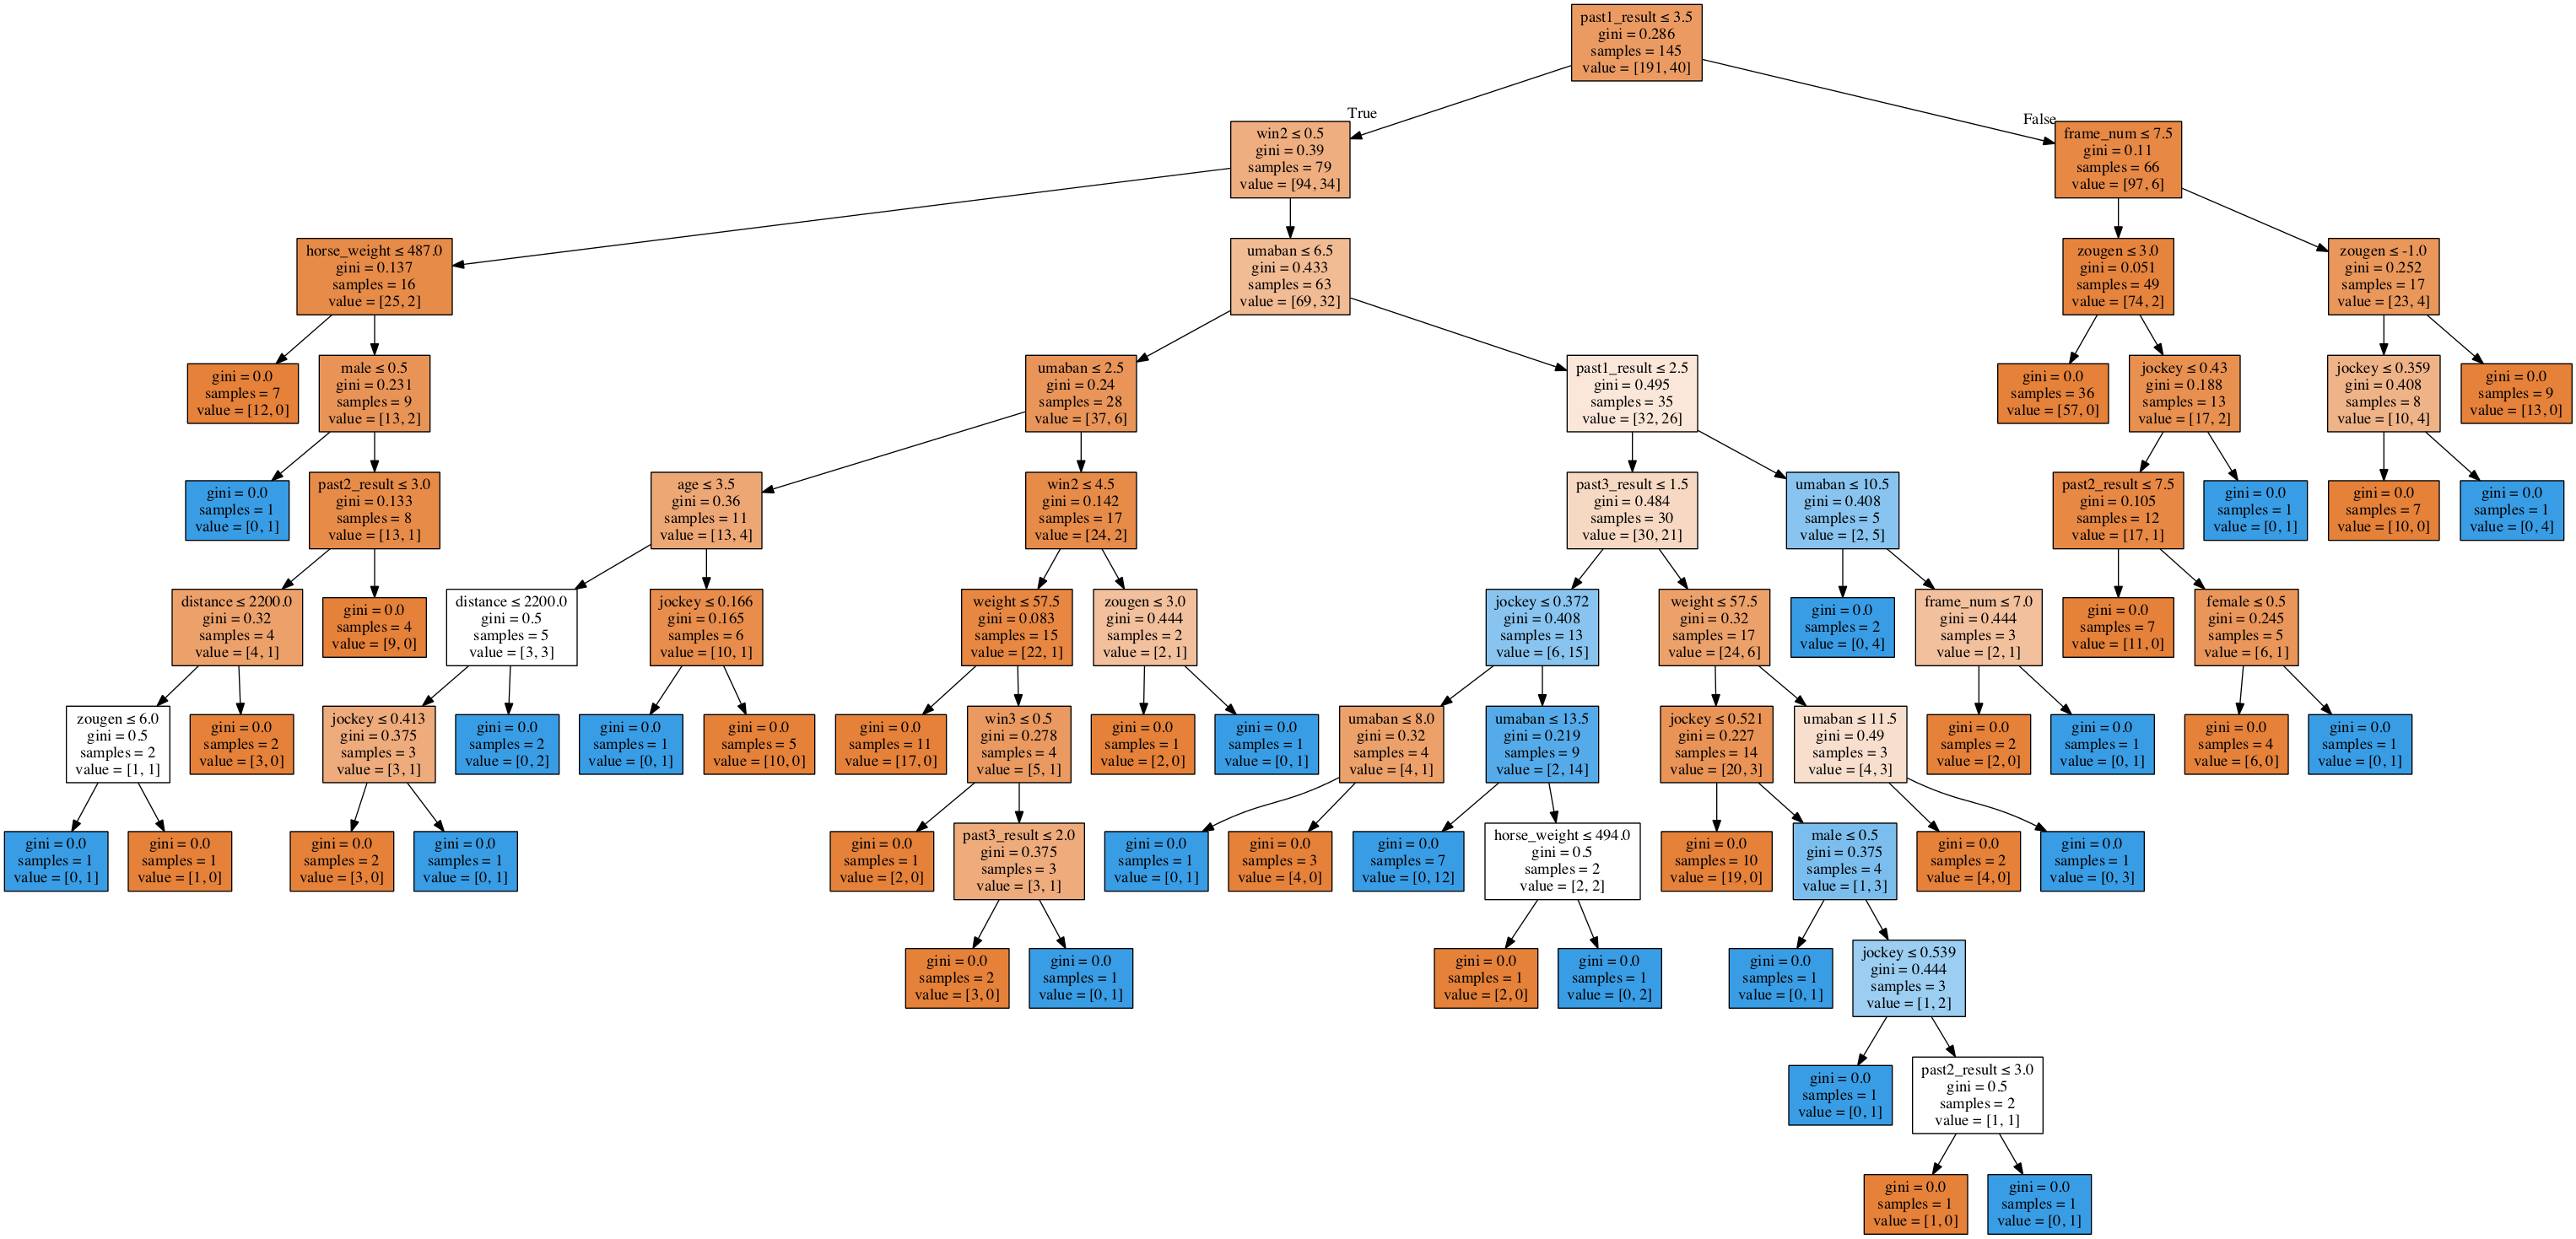 past1_result ≤ 3.5
gini = 0.286
samples = 145
value = [191, 40]
True
False
win2 ≤ 0.5
gini = 0.39
samples = 79
value = [94, 34]
frame_num ≤ 7.5
gini = 0.11
samples = 66
value = [97, 6]
horse_weight ≤ 487.0
gini = 0.137
samples = 16
value = [25, 2]
umaban ≤ 6.5
gini = 0.433
samples = 63
value = [69, 32]
zougen ≤ 3.0
gini = 0.051
samples = 49
value = [74, 2]
zougen ≤ -1.0
gini = 0.252
samples = 17
value = [23, 4]
gini = 0.0
samples = 7
value = [12, 0]
male ≤ 0.5
gini = 0.231
samples = 9
value = [13, 2]
umaban ≤ 2.5
gini = 0.24
samples = 28
value = [37, 6]
past1_result ≤ 2.5
gini = 0.495
samples = 35
value = [32, 26]
gini = 0.0
samples = 36
value = [57, 0]
jockey ≤ 0.43
gini = 0.188
samples = 13
value = [17, 2]
jockey ≤ 0.359
gini = 0.408
samples = 8
value = [10, 4]
gini = 0.0
samples = 9
value = [13, 0]
gini = 0.0
samples = 1
value = [0, 1]
past2_result ≤ 3.0
gini = 0.133
samples = 8
value = [13, 1]
age ≤ 3.5
gini = 0.36
samples = 11
value = [13, 4]
win2 ≤ 4.5
gini = 0.142
samples = 17
value = [24, 2]
past3_result ≤ 1.5
gini = 0.484
samples = 30
value = [30, 21]
umaban ≤ 10.5
gini = 0.408
samples = 5
value = [2, 5]
past2_result ≤ 7.5
gini = 0.105
samples = 12
value = [17, 1]
gini = 0.0
samples = 1
value = [0, 1]
gini = 0.0
samples = 7
value = [10, 0]
gini = 0.0
samples = 1
value = [0, 4]
distance ≤ 2200.0
gini = 0.32
samples = 4
value = [4, 1]
gini = 0.0
samples = 4
value = [9, 0]
distance ≤ 2200.0
gini = 0.5
samples = 5
value = [3, 3]
jockey ≤ 0.166
gini = 0.165
samples = 6
value = [10, 1]
weight ≤ 57.5
gini = 0.083
samples = 15
value = [22, 1]
zougen ≤ 3.0
gini = 0.444
samples = 2
value = [2, 1]
jockey ≤ 0.372
gini = 0.408
samples = 13
value = [6, 15]
weight ≤ 57.5
gini = 0.32
samples = 17
value = [24, 6]
gini = 0.0
samples = 2
value = [0, 4]
frame_num ≤ 7.0
gini = 0.444
samples = 3
value = [2, 1]
gini = 0.0
samples = 7
value = [11, 0]
female ≤ 0.5
gini = 0.245
samples = 5
value = [6, 1]
zougen ≤ 6.0
gini = 0.5
samples = 2
value = [1, 1]
gini = 0.0
samples = 2
value = [3, 0]
jockey ≤ 0.413
gini = 0.375
samples = 3
value = [3, 1]
gini = 0.0
samples = 2
value = [0, 2]
gini = 0.0
samples = 1
value = [0, 1]
gini = 0.0
samples = 5
value = [10, 0]
gini = 0.0
samples = 11
value = [17, 0]
win3 ≤ 0.5
gini = 0.278
samples = 4
value = [5, 1]
gini = 0.0
samples = 1
value = [2, 0]
gini = 0.0
samples = 1
value = [0, 1]
umaban ≤ 8.0
gini = 0.32
samples = 4
value = [4, 1]
umaban ≤ 13.5
gini = 0.219
samples = 9
value = [2, 14]
jockey ≤ 0.521
gini = 0.227
samples = 14
value = [20, 3]
umaban ≤ 11.5
gini = 0.49
samples = 3
value = [4, 3]
gini = 0.0
samples = 2
value = [2, 0]
gini = 0.0
samples = 1
value = [0, 1]
gini = 0.0
samples = 4
value = [6, 0]
gini = 0.0
samples = 1
value = [0, 1]
gini = 0.0
samples = 1
value = [0, 1]
gini = 0.0
samples = 1
value = [1, 0]
gini = 0.0
samples = 2
value = [3, 0]
gini = 0.0
samples = 1
value = [0, 1]
gini = 0.0
samples = 1
value = [2, 0]
past3_result ≤ 2.0
gini = 0.375
samples = 3
value = [3, 1]
gini = 0.0
samples = 1
value = [0, 1]
gini = 0.0
samples = 3
value = [4, 0]
gini = 0.0
samples = 7
value = [0, 12]
horse_weight ≤ 494.0
gini = 0.5
samples = 2
value = [2, 2]
gini = 0.0
samples = 10
value = [19, 0]
male ≤ 0.5
gini = 0.375
samples = 4
value = [1, 3]
gini = 0.0
samples = 2
value = [4, 0]
gini = 0.0
samples = 1
value = [0, 3]
gini = 0.0
samples = 2
value = [3, 0]
gini = 0.0
samples = 1
value = [0, 1]
gini = 0.0
samples = 1
value = [2, 0]
gini = 0.0
samples = 1
value = [0, 2]
gini = 0.0
samples = 1
value = [0, 1]
jockey ≤ 0.539
gini = 0.444
samples = 3
value = [1, 2]
gini = 0.0
samples = 1
value = [0, 1]
past2_result ≤ 3.0
gini = 0.5
samples = 2
value = [1, 1]
gini = 0.0
samples = 1
value = [1, 0]
gini = 0.0
samples = 1
value = [0, 1]